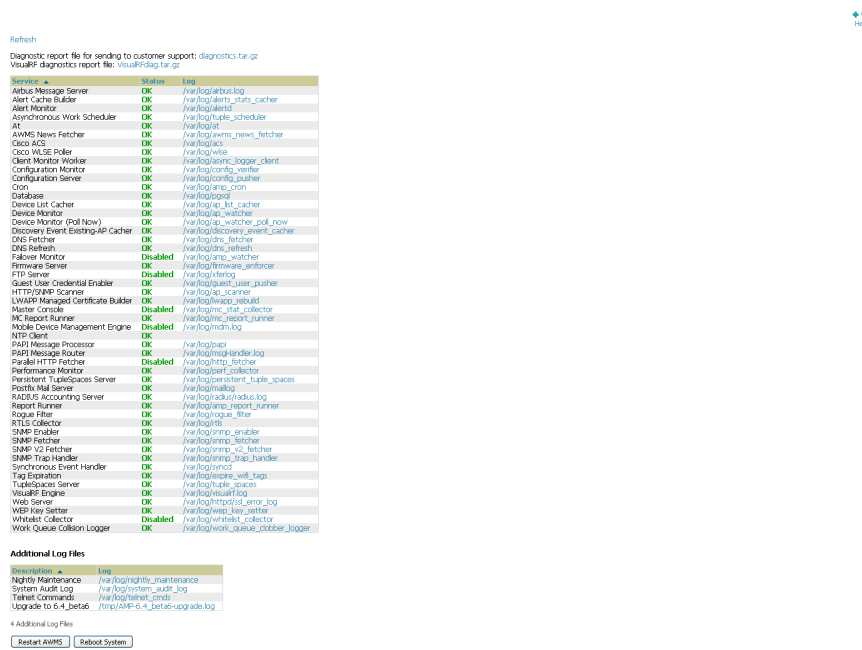 He
Refresh
Diagnostic report file for sending to customer support: diagnostics.tar.gz
VisualRF diagnostics report file: VisualRFdiag.tar.gz
Service Status Log
Airbus Message Server OK /var/log/airbus.log
Alert Cache Builder OK /var/log/alerts_stats_cacher
Alert Monitor OK /var/log/alertd
Asynchronous Work Scheduler OK /var/log/tuple_scheduler
At OK /var/log/at
AWMS News Fetcher OK /var/log/awms_news_fetcher
Cisco ACS OK /var/log/acs
Cisco WLSE Poller OK /var/log/wlse
Client Monitor Worker OK /var/log/async_logger_client
Configuration Monitor OK /var/log/config_verifier
Configuration Server OK /var/log/config_pusher
Cron OK /var/log/amp_cron
Database OK /var/log/pgsql
Device List Cacher OK /var/log/ap_list_cacher
Device Monitor OK /var/log/ap_watcher
Device Monitor (Poll Now) OK /var/log/ap_watcher_poll_now
Discovery Event Existing-AP Cacher OK /var/log/discovery_event_cacher
DNS Fetcher OK /var/log/dns_fetcher
DNS Refresh OK /var/log/dns_refresh
Failover Monitor Disabled /var/log/amp_watcher
Firmware Server OK /var/log/firmware_enforcer
FTP Server Disabled /var/log/xferlog
Guest User Credential Enabler OK /var/log/guest_user_pusher
HTTP/SNMP Scanner OK /var/log/ap_scanner
LWAPP Managed Certificate Builder OK /var/log/lwapp_rebuild
Master Console Disabled /var/log/mc_stat_collector
MC Report Runner OK /var/log/mc_report_runner
Mobile Device Management Engine Disabled /var/log/mdm.log
NTP Client OK
PAPI Message Processor OK /var/log/papi
PAPI Message Router OK /var/log/msgHandler.log
Parallel HTTP Fetcher Disabled /var/log/http_fetcher
Performance Monitor OK /var/log/perf_collector
Persistent TupleSpaces Server OK /var/log/persistent_tuple_spaces
Postfix Mail Server OK /var/log/maillog
RADIUS Accounting Server OK /var/log/radius/radius.log
Report Runner OK /var/log/amp_report_runner
Rogue Filter OK /var/log/rogue_filter
RTLS Collector OK /var/log/rtls
SNMP Enabler OK /var/log/snmp_enabler
SNMP Fetcher OK /var/log/snmp_fetcher
SNMP V2 Fetcher OK /var/log/snmp_v2_fetcher
SNMP Trap Handler OK /var/log/snmp_trap_handler
Synchronous Event Handler OK /var/log/syncd
Tag Expiration OK /var/log/expire_wifi_tags
TupleSpaces Server OK /var/log/tuple_spaces
VisualRF Engine OK /var/log/visualrf.log
Web Server OK /var/log/httpd/ssl_error_log
WEP Key Setter OK /var/log/wep_key_setter
Whitelist Collector Disabled /var/log/whitelist_collector
Work Queue Collision Logger OK /var/log/work_queue_clobber_logger
Additional Log Files
Description Log
Nightly Maintenance /var/log/nightly_maintenance
System Audit Log /var/log/system_audit_log
Telnet Commands /var/log/telnet_cmds
Upgrade to 6.4_beta6 /tmp/AMP-6.4_beta6-upgrade.log
4 Additional Log Files
Restart AWMS Reboot System